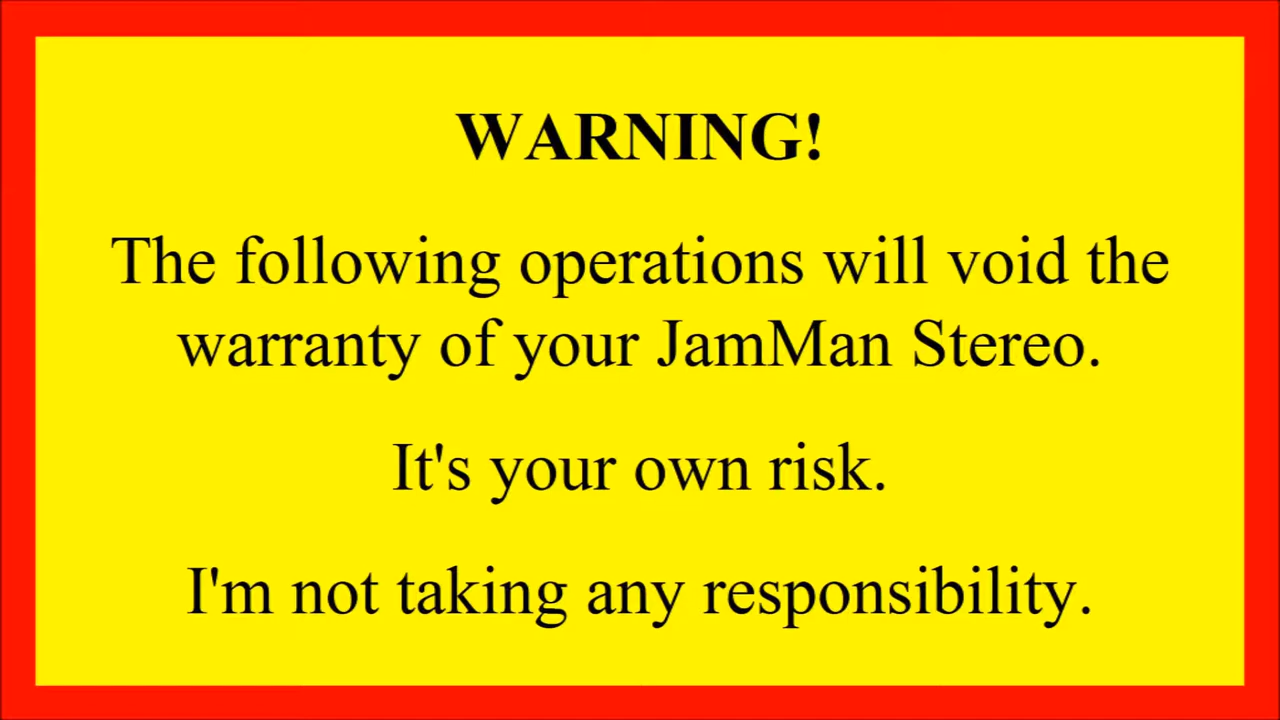 WARNING!
The following operations will void the
warranty of your JamMan Stereo.
It's your own risk.
I'm not taking any responsibility.